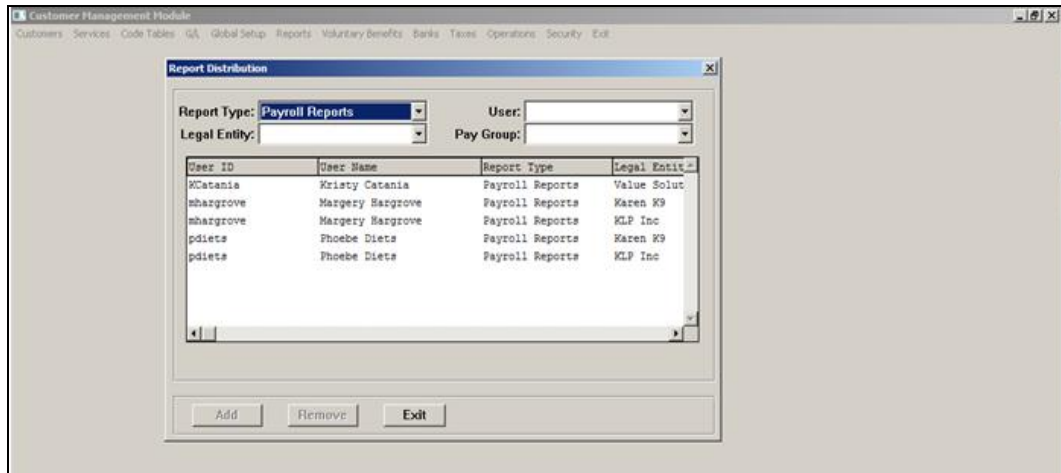 Customer Management Module
Customers Services Code Tables G/L Global Setup Reports Voluntary Benefits Banks Taxes Operations Security Exit
Report Distribution
Report Type: Payroll Reports User:
Legal Entity: Pay Group:
User ID User Name Report Type Legal Entit
KCatania Kristy Catania Payroll Reports Value Solut
mhargrove Margery Hargrove Payroll Reports Karen K9
mhargrove Margery Hargrove Payroll Reports KLP Inc
pdiets Phoebe Diets Payroll Reports Karen K9
pdiets Phoebe Diets Payroll Reports KLP Inc
Add Remove Exit